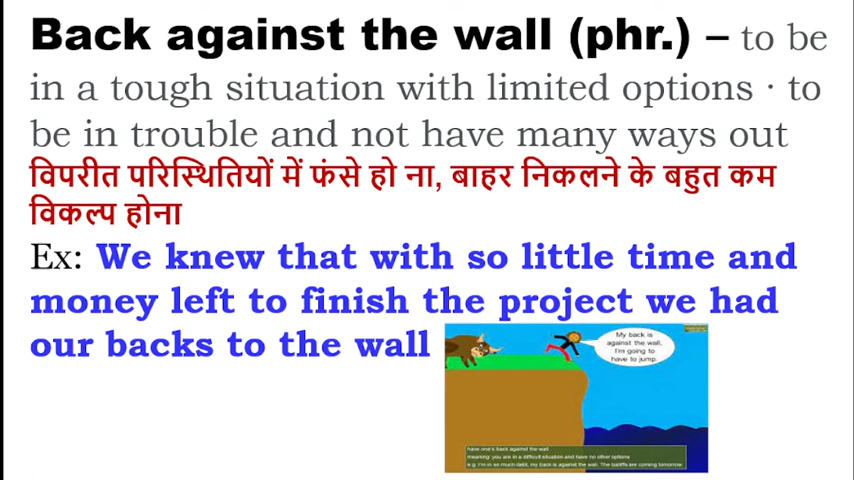 Back against the wall (phr.) – to be
in a tough situation with limited options · to
be in trouble and not have many ways out
विपरीत परिस्थितियों में फंसे हो ना, बाहर निकलने के बहुत कम
विकल्प होना
Ex: We knew that with so little time and
money left to finish the project we had
our backs to the wall
My back is
against the wall,
I'm going to
have to jump.
have one's back against the wall
meaning: you are in a difficult situation and have no other options
e.g. I'm in so much debt, my back is against the wall. The bailiffs are coming tomorrow.